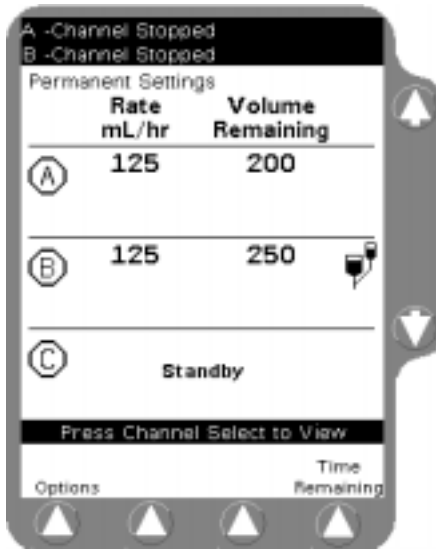 A -Channel Stopped
B -Channel Stopped
Permanent Settings
Rate Volume
mL/hr Remaining
A 125 200
B 125 250
C Standby
Press Channel Select to View
Time
Options Remaining